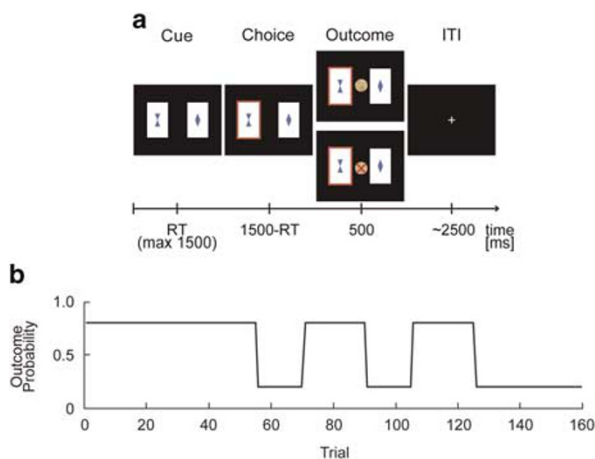 a
Cue Choice Outcome ITI
RT
(max 1500)
1500-RT
500
~2500
time
[ms]
b
Outcome
Probability
1.0
0.5
0
0 20 40 60 80 100 120 140 160
Trial